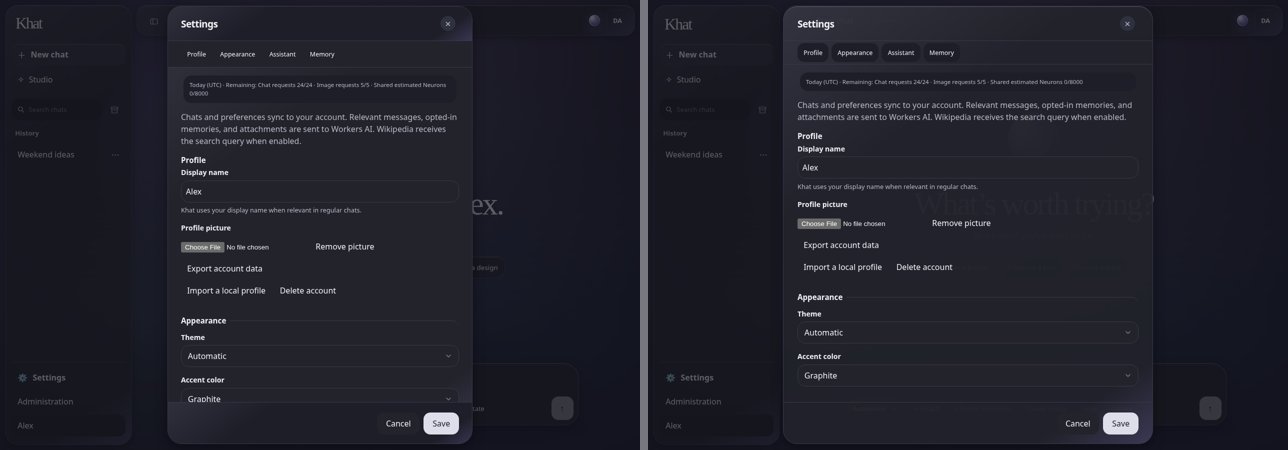 Khat
New chat
Studio
Search chats
History
Weekend ideas
Settings
Administration
Alex
DA
ex.
design
tate
Settings
Profile
Appearance
Assistant
Memory
Today (UTC) · Remaining: Chat requests 24/24 · Image requests 5/5 · Shared estimated Neurons
0/8000
Chats and preferences sync to your account. Relevant messages, opted-in
memories, and attachments are sent to Workers AI. Wikipedia receives
the search query when enabled.
Profile
Display name
Alex
Khat uses your display name when relevant in regular chats.
Profile picture
Choose File No file chosen
Remove picture
Export account data
Import a local profile
Delete account
Appearance
Theme
Automatic
Accent color
Graphite
Cancel
Save
Khat
New chat
Studio
Search chats
History
Weekend ideas
Settings
Administration
Alex
DA
What's worth trying?
Settings
Profile
Appearance
Assistant
Memory
Today (UTC) · Remaining: Chat requests 24/24 · Image requests 5/5 · Shared estimated Neurons 0/8000
Chats and preferences sync to your account. Relevant messages, opted-in memories, and
attachments are sent to Workers AI. Wikipedia receives the search query when enabled.
Profile
Display name
Alex
Khat uses your display name when relevant in regular chats.
Profile picture
Choose File No file chosen
Remove picture
Export account data
Import a local profile
Delete account
Appearance
Theme
Automatic
Accent color
Graphite
Cancel
Save